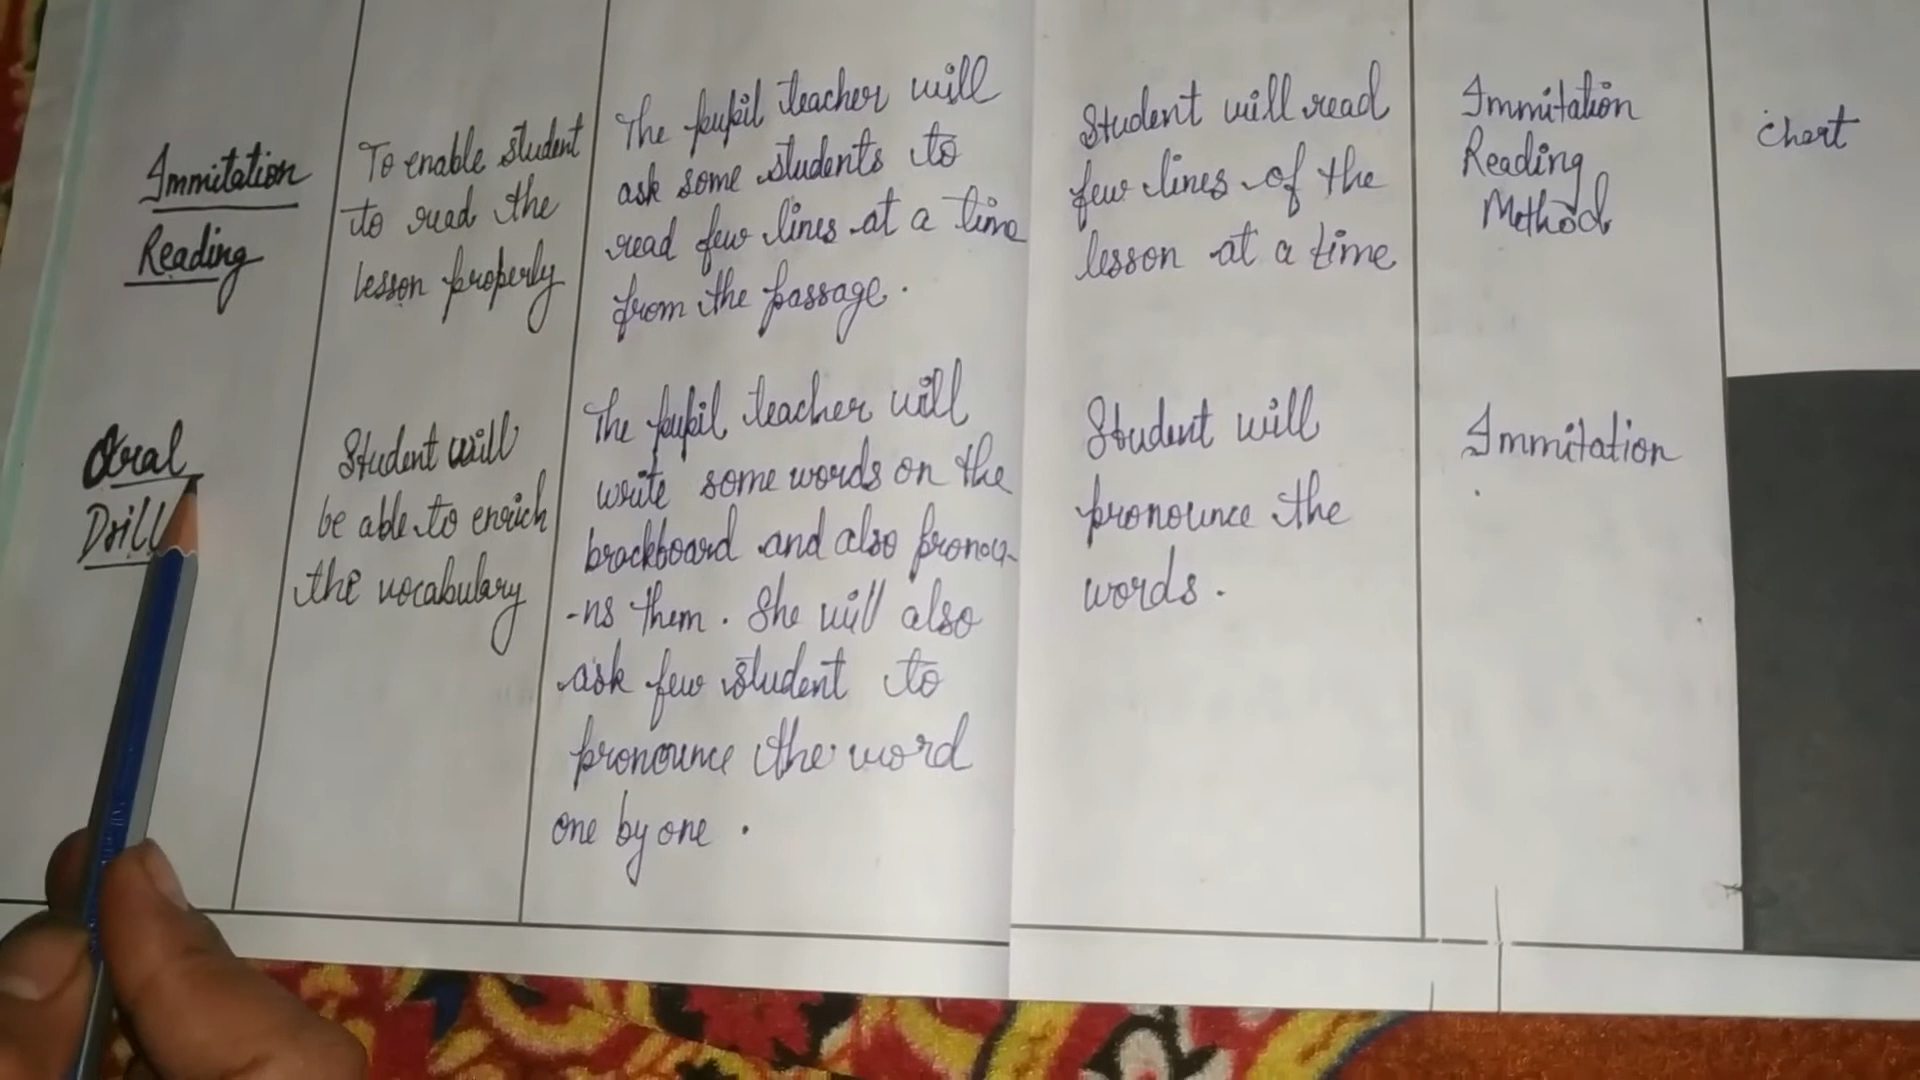 Immitation
Reading
To enable student
to read the
lesson properly
The pupil teacher will
ask some students to
read few lines at a time
from the passage.
Student will read
few lines of the
lesson at a time
Immitation
Reading
Method
chart
Oral
Drill
Student will
be able to enrich
the vocabulary
The pupil teacher will
write some words on the
brackboard and also pronou-
-ns them. She will also
ask few student to
pronounce the word
one by one.
Student will
pronounce the
words.
Immitation